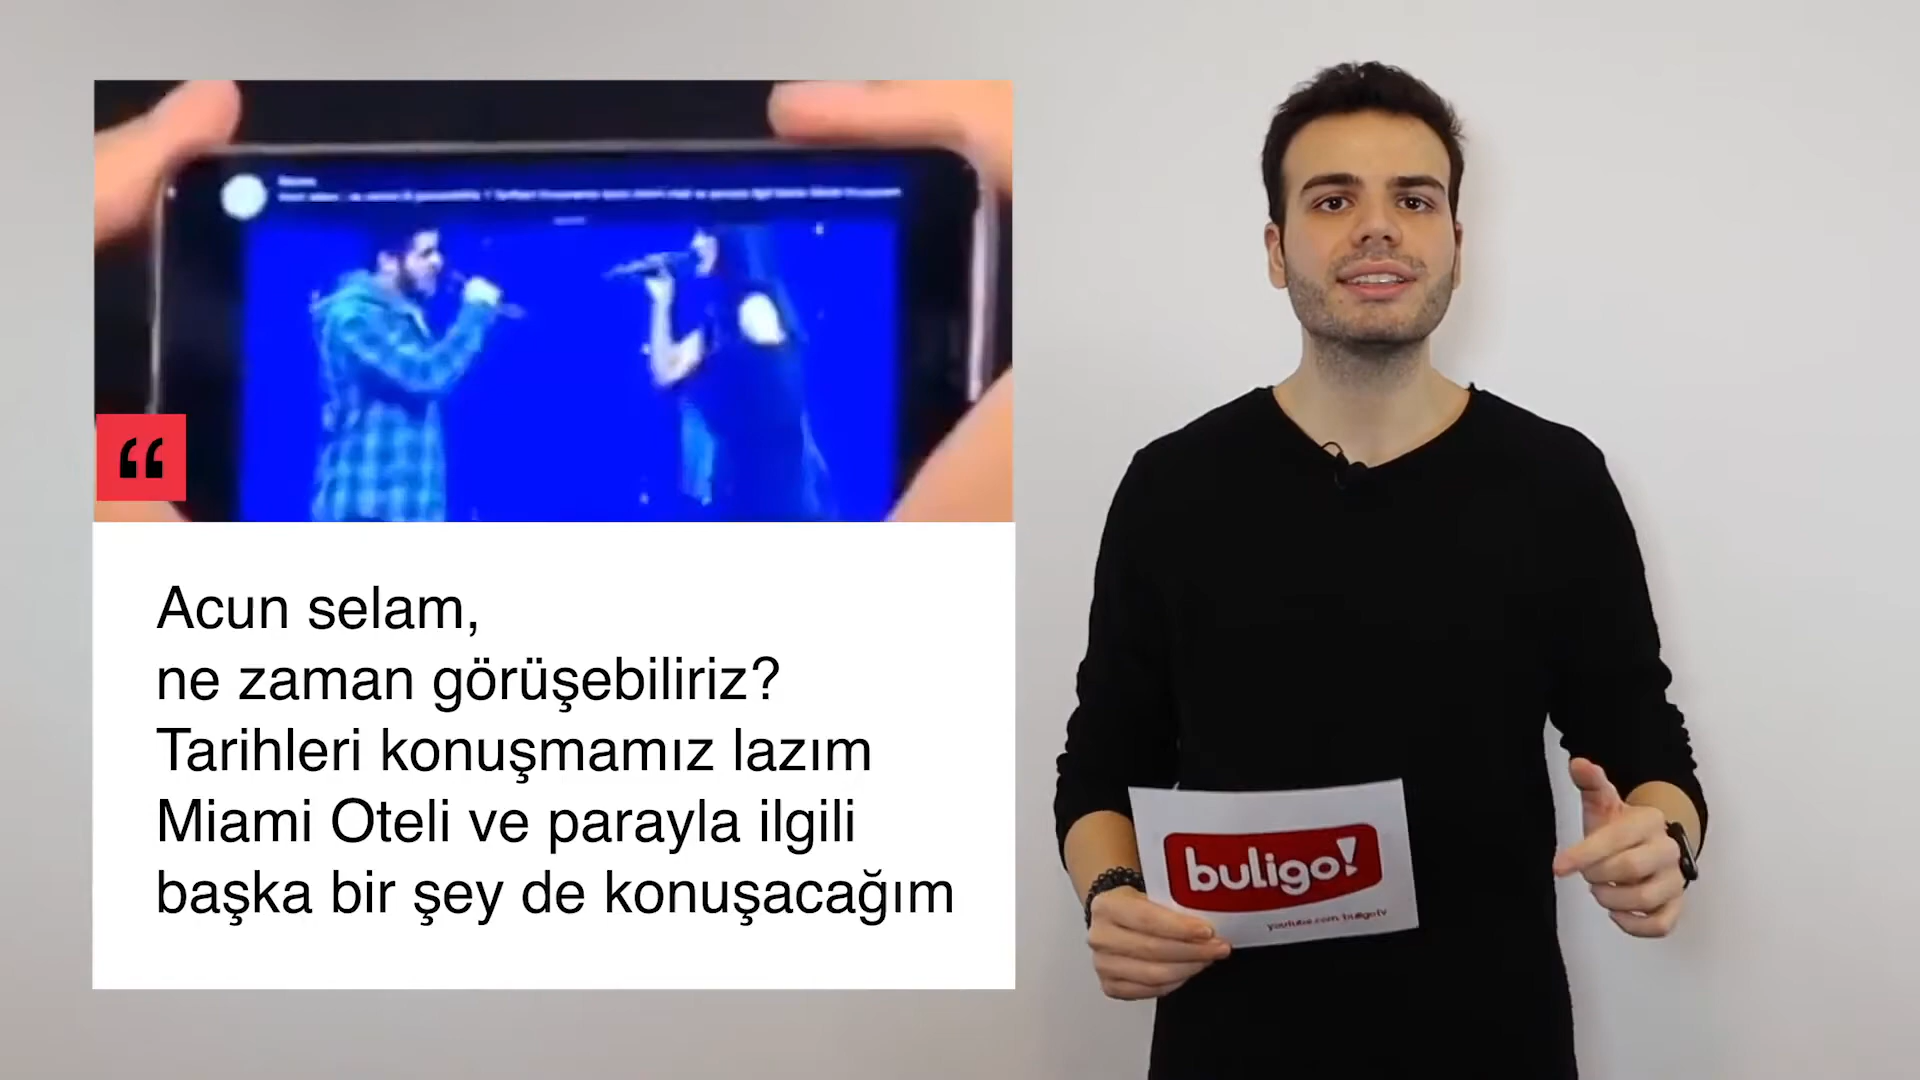 Acun selam,
ne zaman görüşebiliriz?
Tarihleri konuşmamız lazım
Miami Oteli ve parayla ilgili
başka bir şey de konuşacağım
buligo!
youtube.com/buligotv